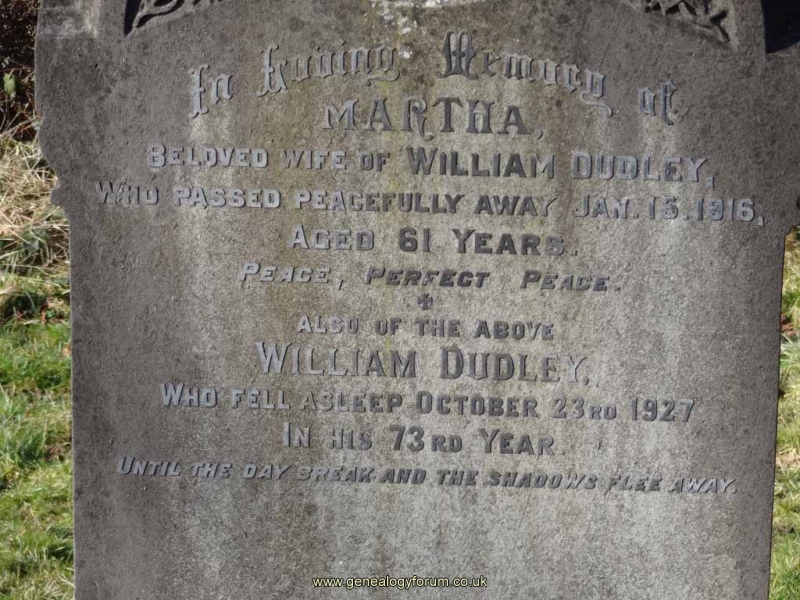 In Loving Memory of
MARTHA,
BELOVED WIFE OF WILLIAM DUDLEY,
WHO PASSED PEACEFULLY AWAY JAN. 15. 1916,
AGED 61 YEARS.
PEACE, PERFECT PEACE.
ALSO OF THE ABOVE
WILLIAM DUDLEY,
WHO FELL ASLEEP OCTOBER 23RD 1927
IN HIS 73RD YEAR.
UNTIL THE DAY BREAK AND THE SHADOWS FLEE AWAY.
www.genealogyforum.co.uk